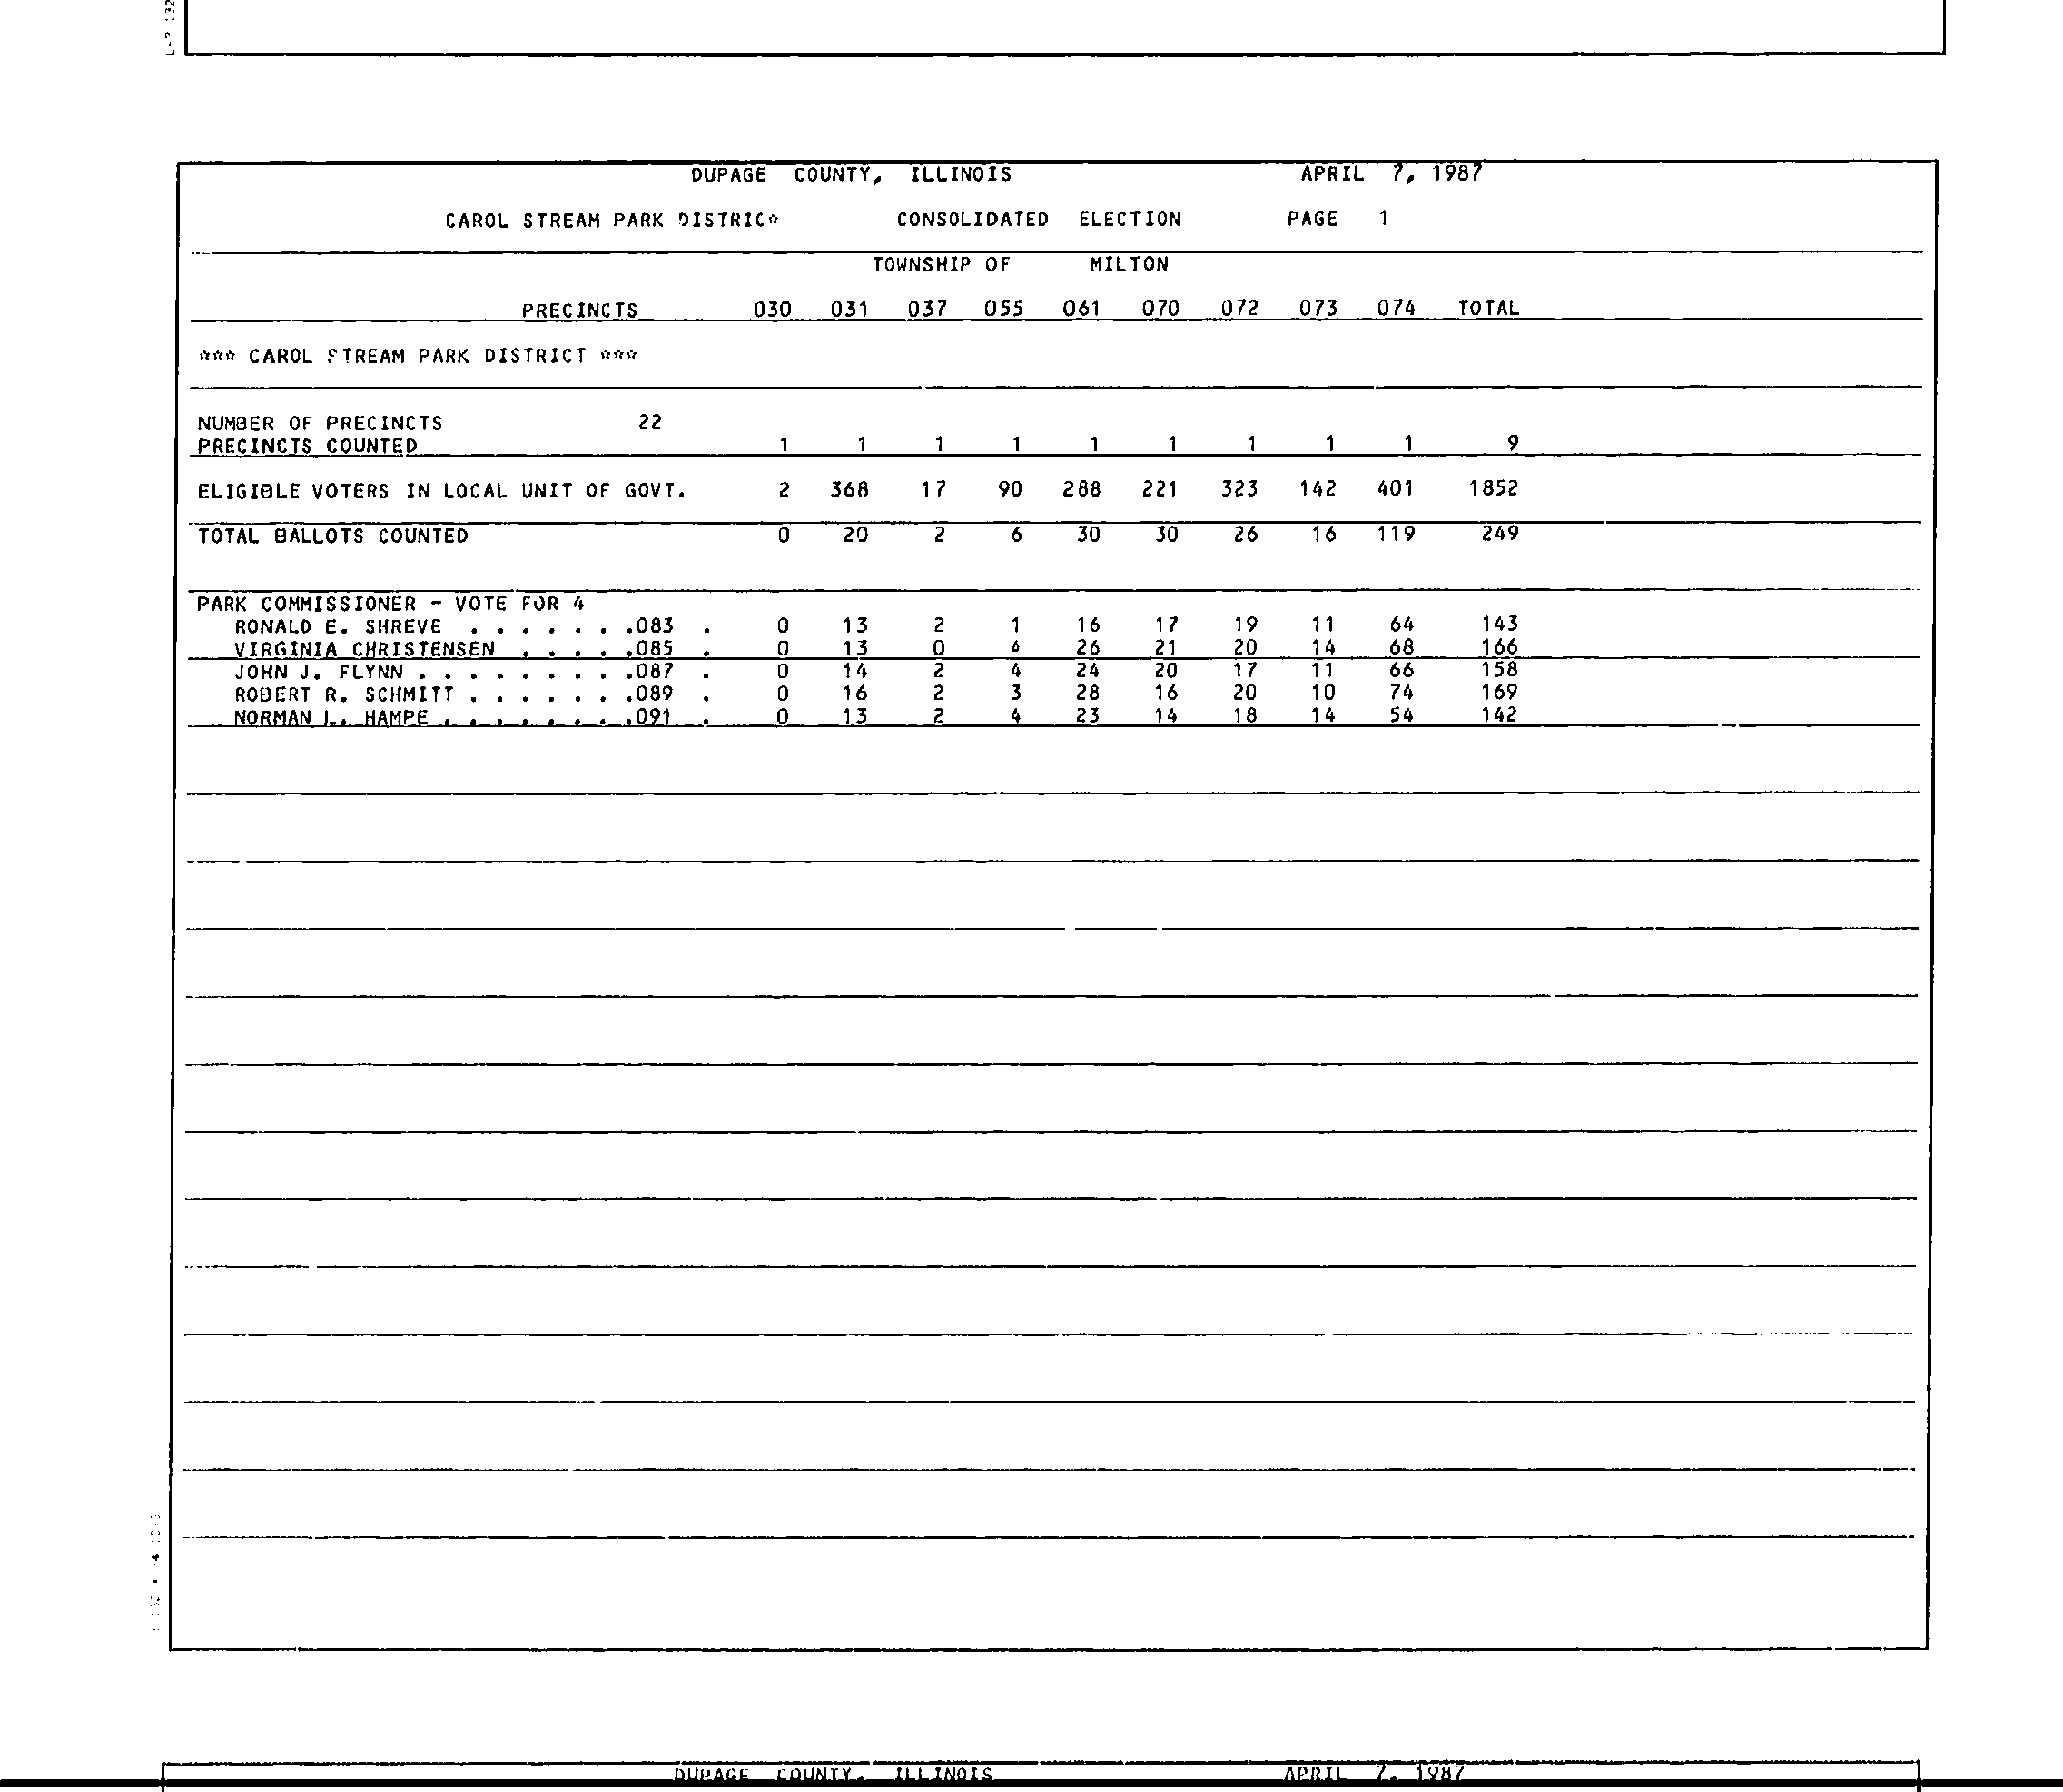 DUPAGE COUNTY, ILLINOIS APRIL 7, 1987
CAROL STREAM PARK DISTRIC* CONSOLIDATED ELECTION PAGE 1
TOWNSHIP OF MILTON
PRECINCTS 030 031 037 055 061 070 072 073 074 TOTAL
*** CAROL STREAM PARK DISTRICT ***
NUMBER OF PRECINCTS 22
PRECINCTS COUNTED 1 1 1 1 1 1 1 1 1 9
ELIGIBLE VOTERS IN LOCAL UNIT OF GOVT. 2 368 17 90 288 221 323 142 401 1852
TOTAL BALLOTS COUNTED 0 20 2 6 30 30 26 16 119 249
PARK COMMISSIONER - VOTE FOR 4
RONALD E. SHREVE . . . . . . .083 . 0 13 2 1 16 17 19 11 64 143
VIRGINIA CHRISTENSEN . . . . .085 . 0 13 0 4 26 21 20 14 68 166
JOHN J. FLYNN . . . . . . . . .087 . 0 14 2 4 24 20 17 11 66 158
ROBERT R. SCHMITT . . . . . . .089 . 0 16 2 3 28 16 20 10 74 169
NORMAN L. HAMPE . . . . . . . .091 . 0 13 2 4 23 14 18 14 54 142
DUPAGE COUNTY, ILLINOIS APRIL 7, 1987